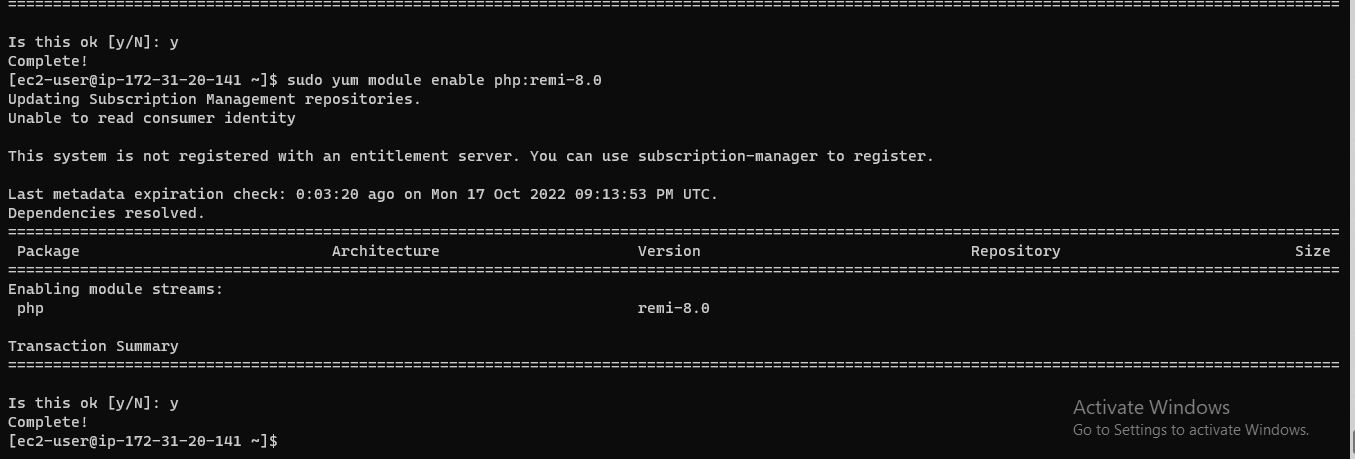 ====================================================================================================================================================
Is this ok [y/N]: y
Complete!
[ec2-user@ip-172-31-20-141 ~]$ sudo yum module enable php:remi-8.0
Updating Subscription Management repositories.
Unable to read consumer identity
This system is not registered with an entitlement server. You can use subscription-manager to register.
Last metadata expiration check: 0:03:20 ago on Mon 17 Oct 2022 09:13:53 PM UTC.
Dependencies resolved.
====================================================================================================================================================
Package Architecture Version Repository Size
====================================================================================================================================================
Enabling module streams:
php remi-8.0
Transaction Summary
====================================================================================================================================================
Is this ok [y/N]: y
Complete!
[ec2-user@ip-172-31-20-141 ~]$
Activate Windows
Go to Settings to activate Windows.